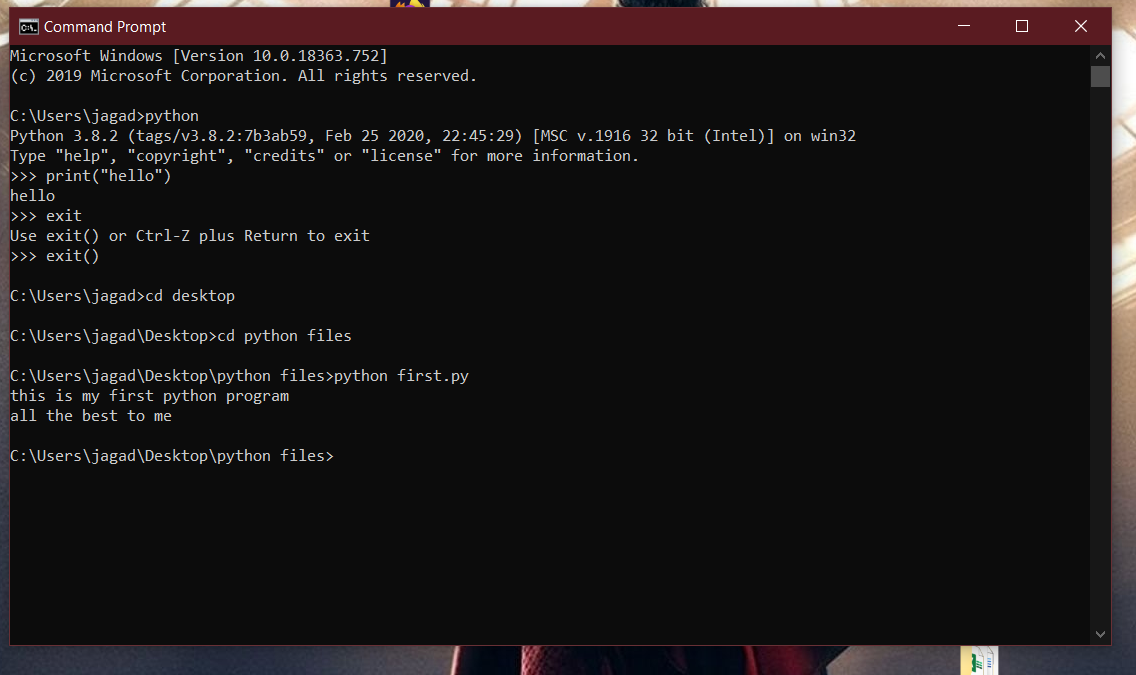 Command Prompt
Microsoft Windows [Version 10.0.18363.752]
(c) 2019 Microsoft Corporation. All rights reserved.
C:\Users\jagad>python
Python 3.8.2 (tags/v3.8.2:7b3ab59, Feb 25 2020, 22:45:29) [MSC v.1916 32 bit (Intel)] on win32
Type "help", "copyright", "credits" or "license" for more information.
>>> print("hello")
hello
>>> exit
Use exit() or Ctrl-Z plus Return to exit
>>> exit()
C:\Users\jagad>cd desktop
C:\Users\jagad\Desktop>cd python files
C:\Users\jagad\Desktop\python files>python first.py
this is my first python program
all the best to me
C:\Users\jagad\Desktop\python files>